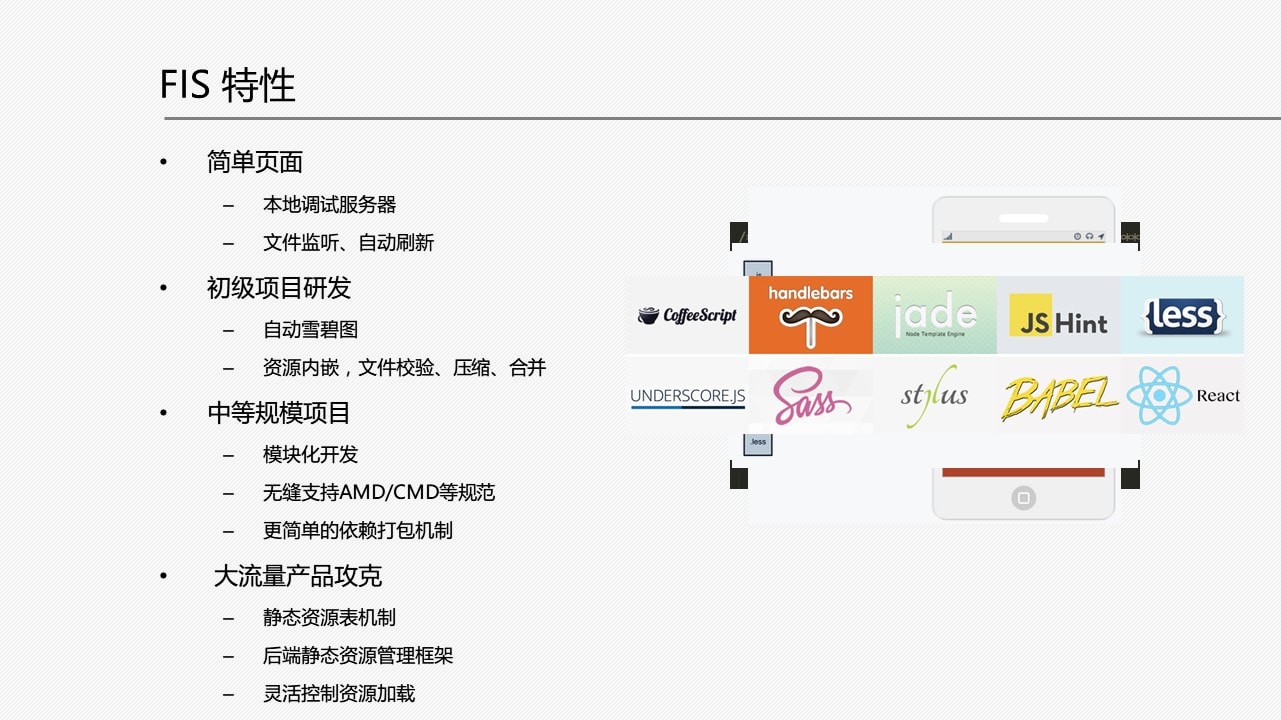 FIS 特性
• 简单页面
– 本地调试服务器
– 文件监听、自动刷新
• 初级项目研发
– 自动雪碧图
– 资源内嵌，文件校验、压缩、合并
• 中等规模项目
– 模块化开发
– 无缝支持AMD/CMD等规范
– 更简单的依赖打包机制
• 大流量产品攻克
– 静态资源表机制
– 后端静态资源管理框架
– 灵活控制资源加载
CoffeeScript
handlebars
jade
Node Template Engine
JS Hint
{less}
UNDERSCORE.JS
Sass
stylus
BABEL
React
.less